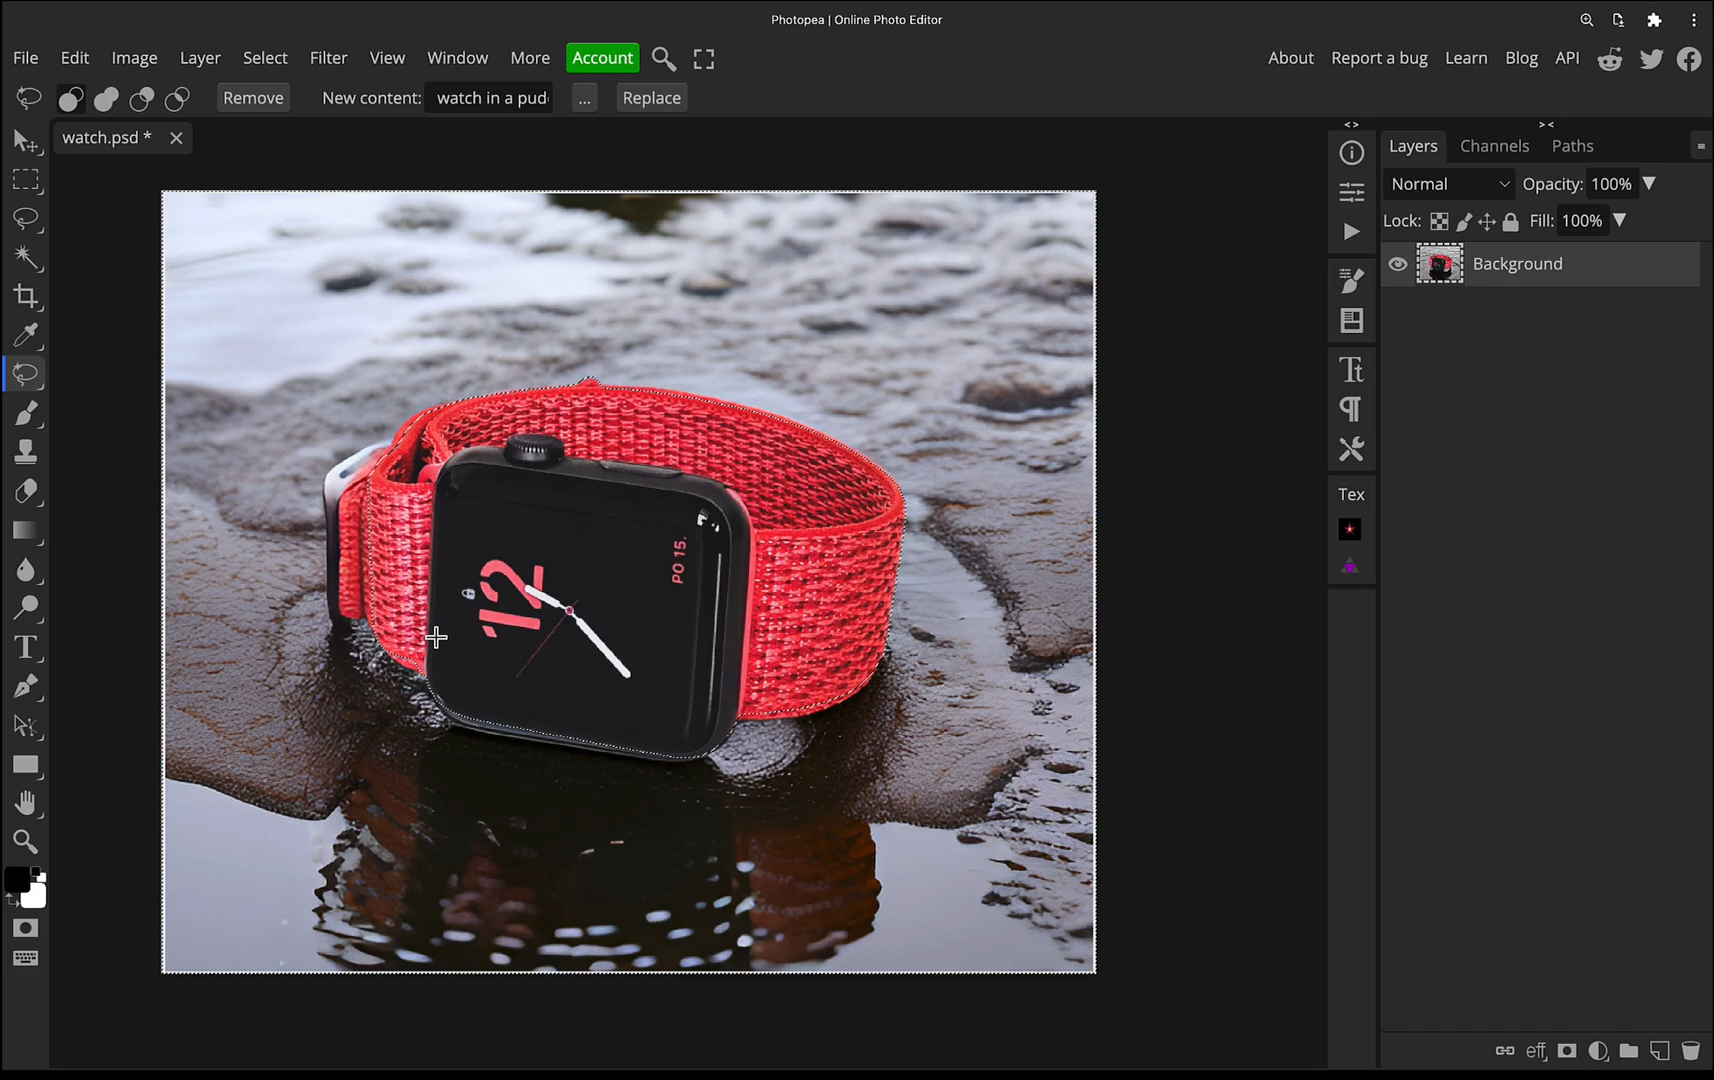 Photopea | Online Photo Editor
File Edit Image Layer Select Filter View Window More Account About Report a bug Learn Blog API
Remove New content: watch in a pud ... Replace
watch.psd *
< > > <
Layers Channels Paths
Normal Opacity: 100%
Lock: Fill: 100%
Background
Tex
PO 15.
12
eff